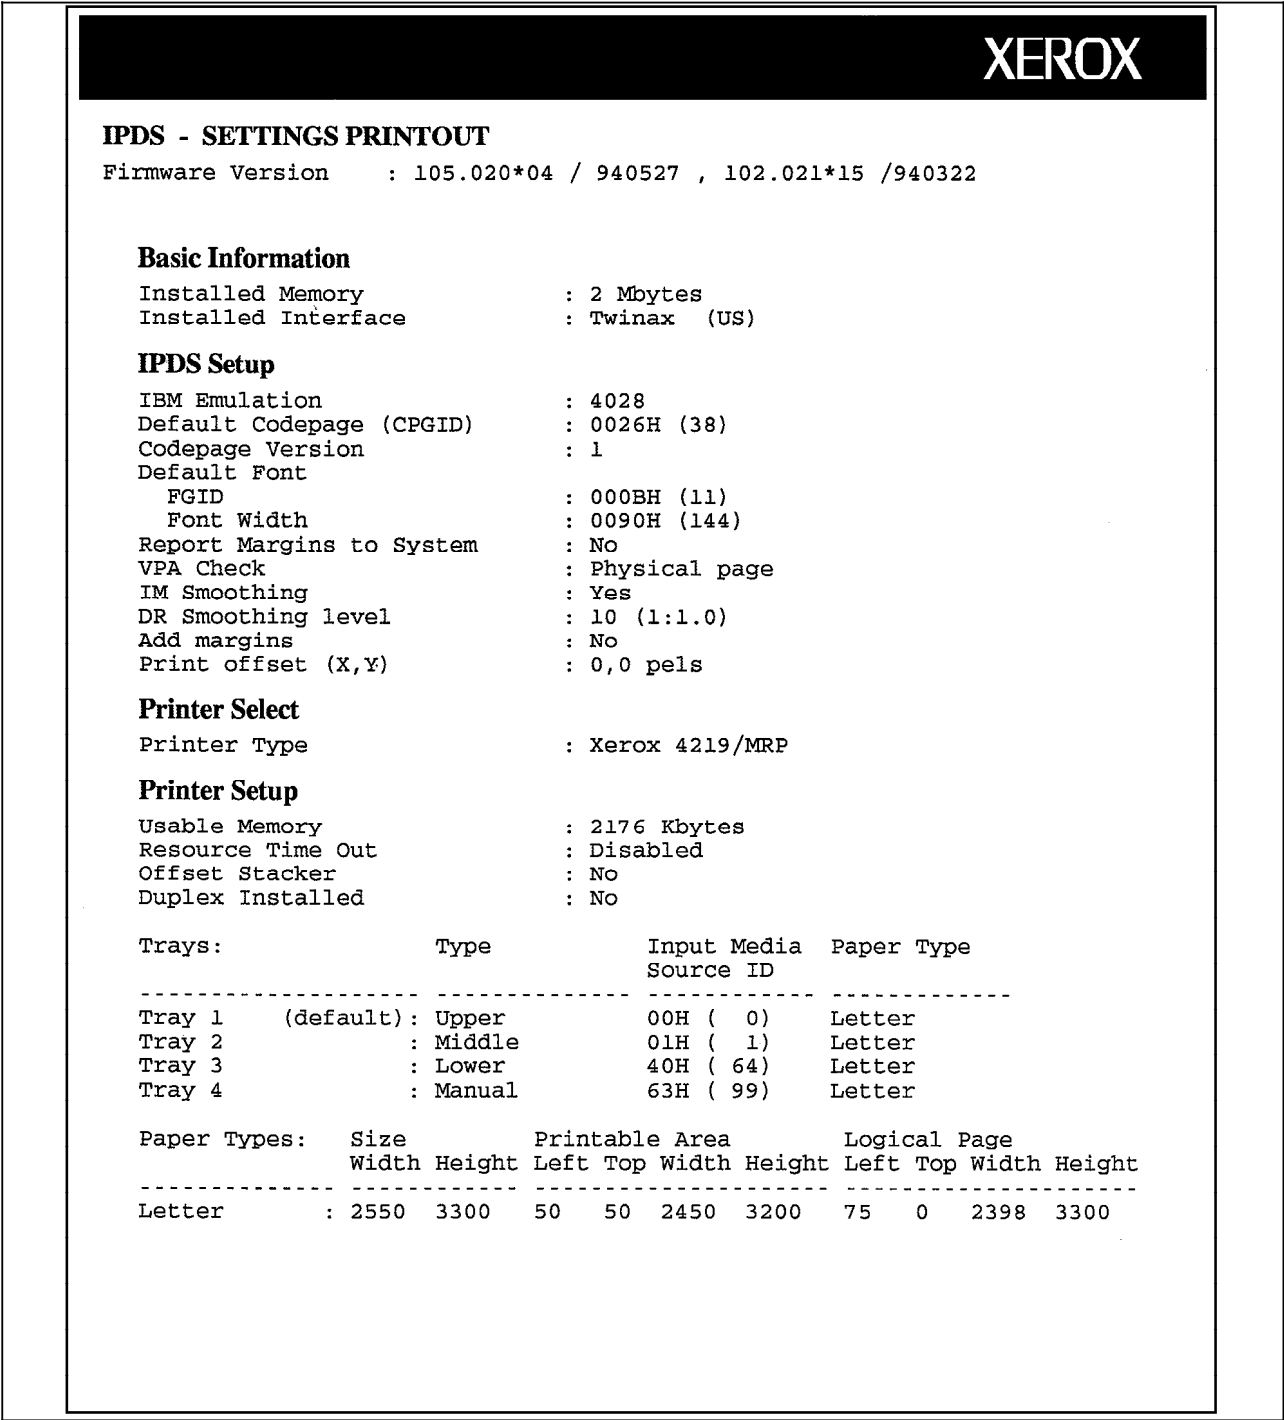 XEROX
IPDS - SETTINGS PRINTOUT
Firmware Version : 105.020*04 / 940527 , 102.021*15 /940322
Basic Information
Installed Memory : 2 Mbytes
Installed Interface : Twinax (US)
IPDS Setup
IBM Emulation : 4028
Default Codepage (CPGID) : 0026H (38)
Codepage Version : 1
Default Font
FGID : 000BH (11)
Font Width : 0090H (144)
Report Margins to System : No
VPA Check : Physical page
IM Smoothing : Yes
DR Smoothing level : 10 (1:1.0)
Add margins : No
Print offset (X,Y) : 0,0 pels
Printer Select
Printer Type : Xerox 4219/MRP
Printer Setup
Usable Memory : 2176 Kbytes
Resource Time Out : Disabled
Offset Stacker : No
Duplex Installed : No
Trays: Type Input Media Paper Type
Source ID
-------------------- -------------- ------------ -------------
Tray 1 (default): Upper 00H ( 0) Letter
Tray 2 : Middle 01H ( 1) Letter
Tray 3 : Lower 40H ( 64) Letter
Tray 4 : Manual 63H ( 99) Letter
Paper Types: Size Printable Area Logical Page
Width Height Left Top Width Height Left Top Width Height
-------------- ------------ --------------------- ---------------------
Letter : 2550 3300 50 50 2450 3200 75 0 2398 3300